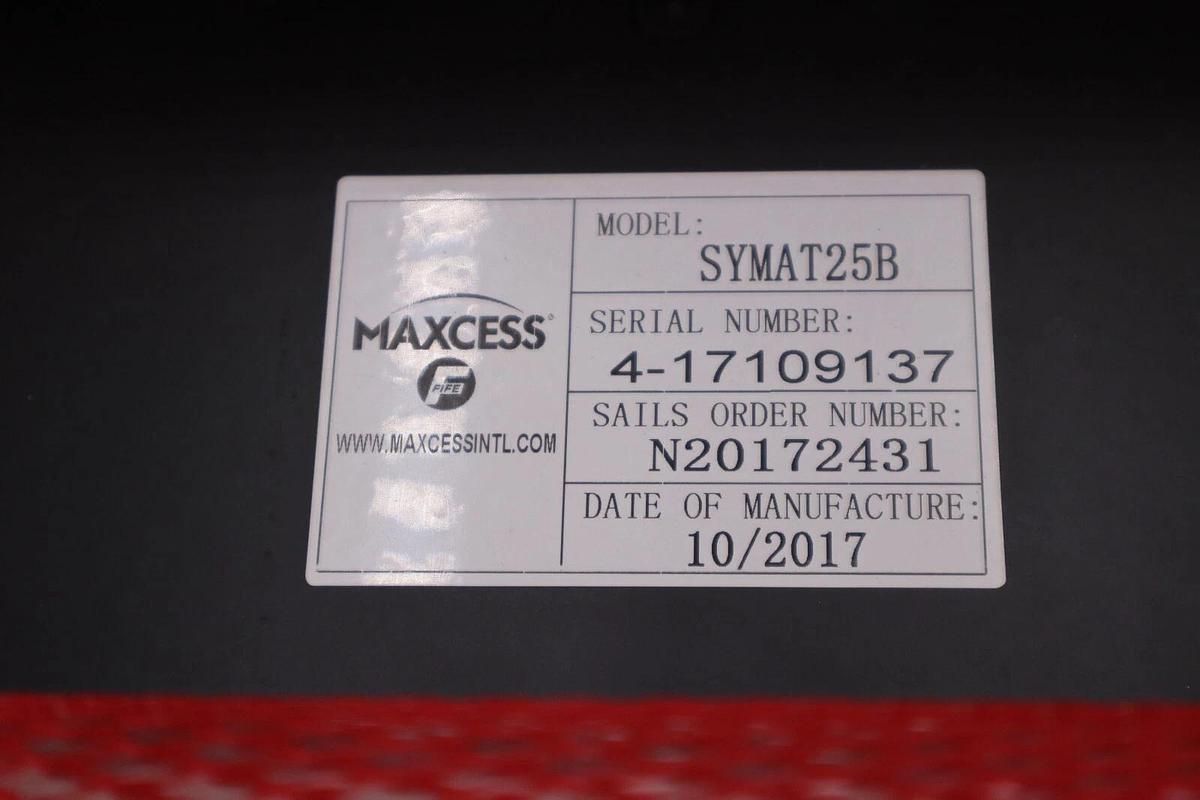 MAXCESS®
FIFE
WWW.MAXCESSINTL.COM
MODEL:
SYMAT25B
SERIAL NUMBER:
4-17109137
SAILS ORDER NUMBER:
N20172431
DATE OF MANUFACTURE:
10/2017